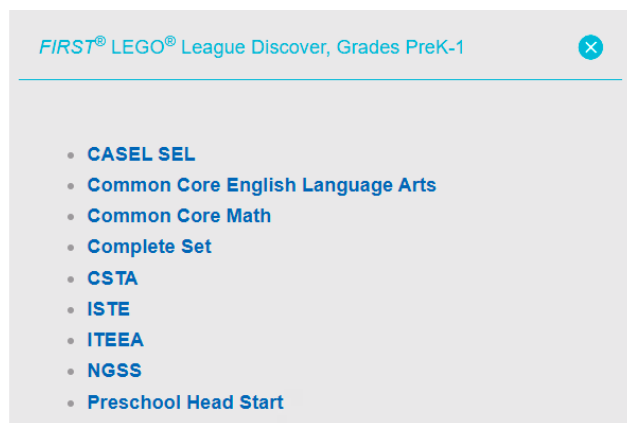 FIRST® LEGO® League Discover, Grades PreK-1
CASEL SEL
Common Core English Language Arts
Common Core Math
Complete Set
CSTA
ISTE
ITEEA
NGSS
Preschool Head Start